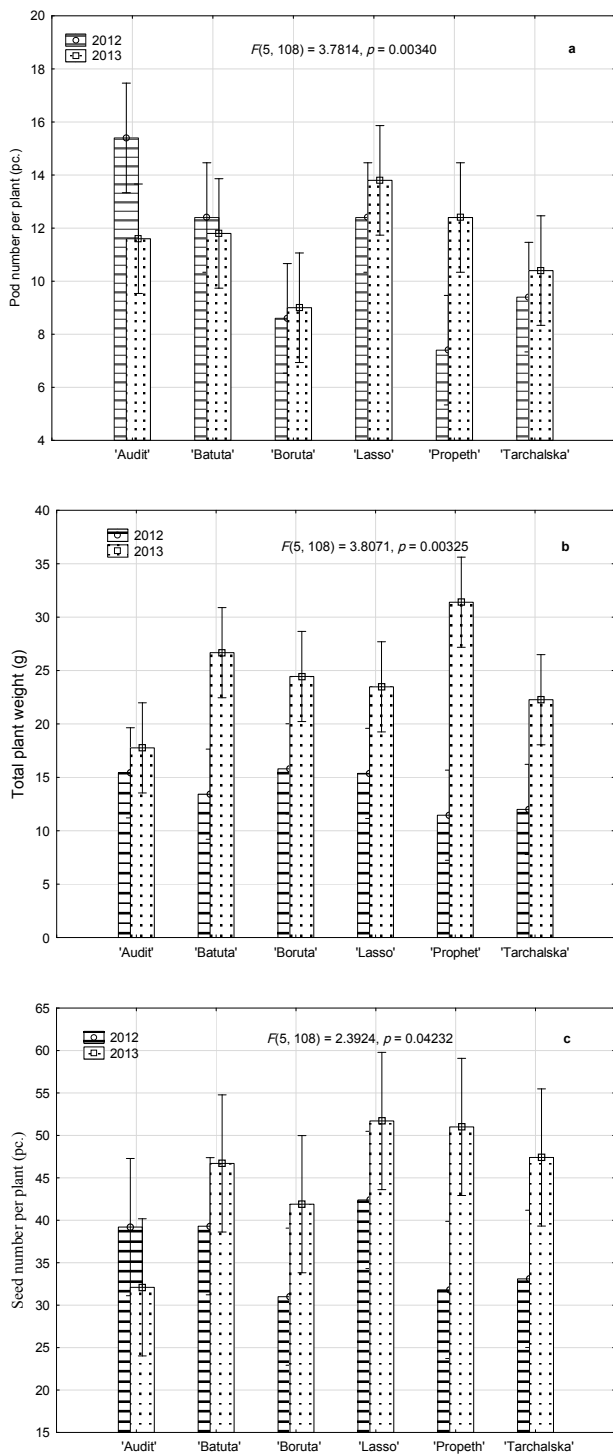 20
18
16
14
12
10
8
6
4
Pod number per plant (pc.)
2012
2013
F(5, 108) = 3.7814, p = 0.00340
a
'Audit' 'Batuta' 'Boruta' 'Lasso' 'Propeth' 'Tarchalska'
40
35
30
25
20
15
10
5
0
Total plant weight (g)
2012
2013
F(5, 108) = 3.8071, p = 0.00325
b
'Audit' 'Batuta' 'Boruta' 'Lasso' 'Prophet' 'Tarchalska'
65
60
55
50
45
40
35
30
25
20
15
Seed number per plant (pc.)
2012
2013
F(5, 108) = 2.3924, p = 0.04232
c
'Audit' 'Batuta' 'Boruta' 'Lasso' 'Propeth' 'Tarchalska'